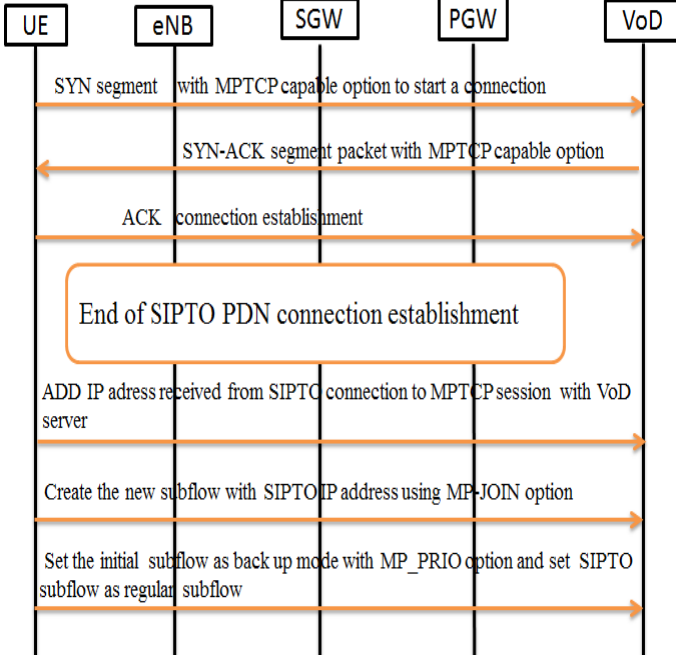 UE
eNB
SGW
PGW
VoD
SYN segment with MPTCP capable option to start a connection
SYN-ACK segment packet with MPTCP capable option
ACK connection establishment
End of SIPTO PDN connection establishment
ADD IP adress received from SIPTO connection to MPTCP session with VoD
server
Create the new subflow with SIPTO IP address using MP-JOIN option
Set the initial subflow as back up mode with MP_PRIO option and set SIPTO
subflow as regular subflow